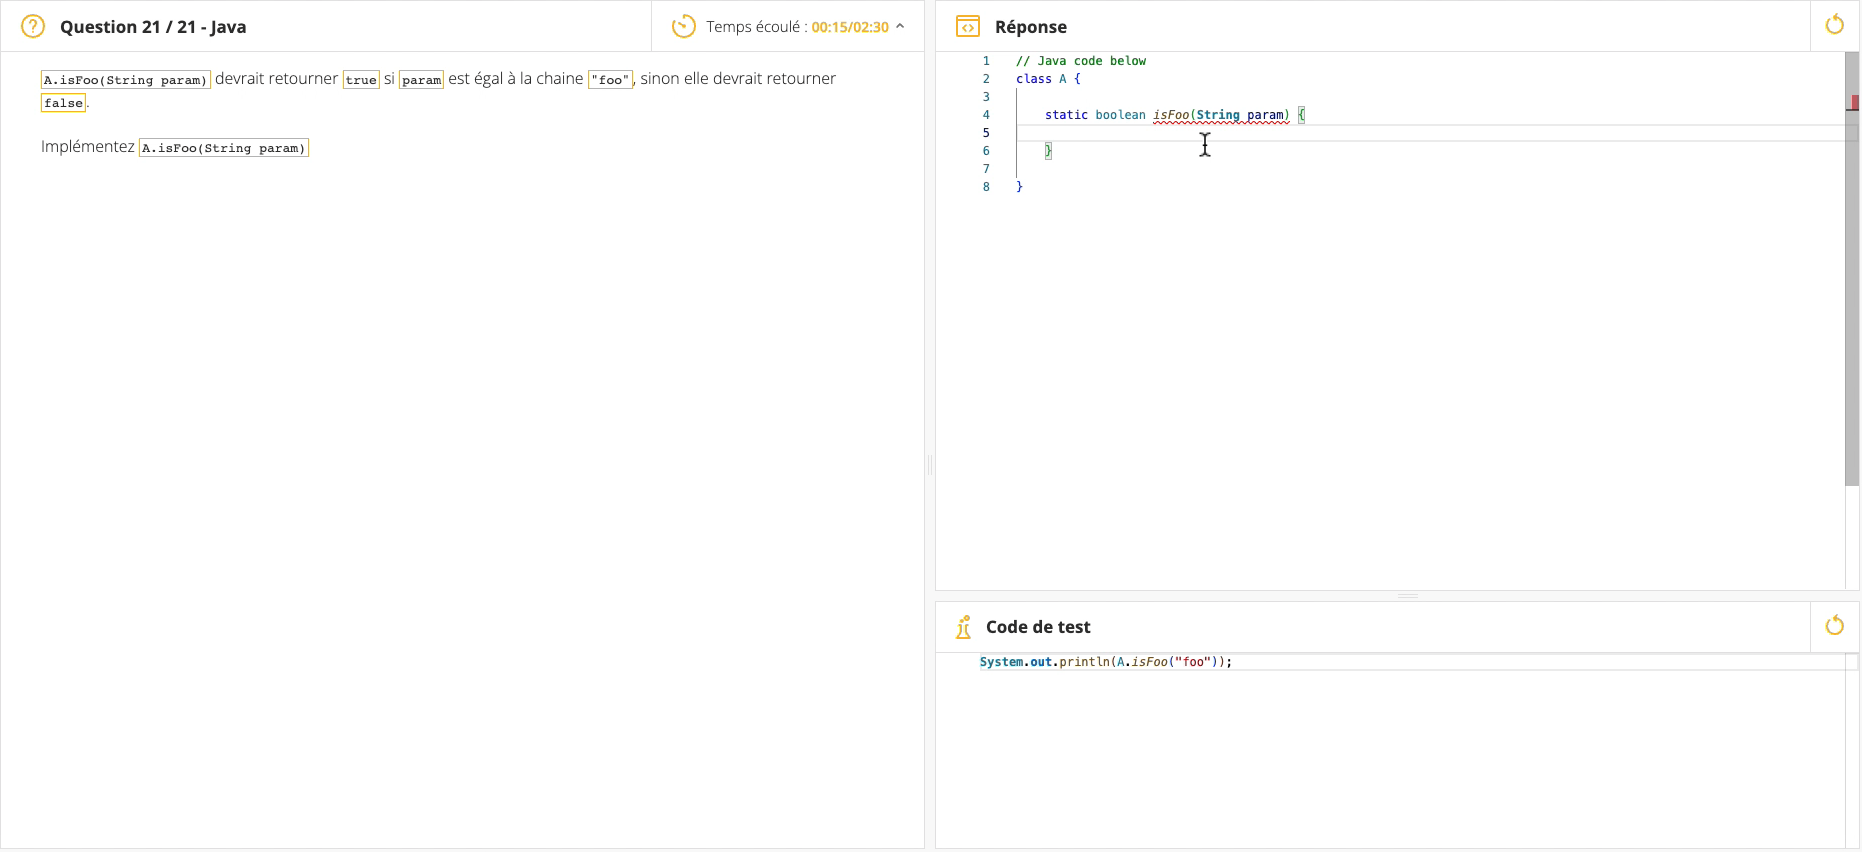 Question 21 / 21 - Java
Temps écoulé : 00:15/02:30
A.isFoo(String param) devrait retourner true si param est égal à la chaine "foo", sinon elle devrait retourner
false.
Implémentez A.isFoo(String param)
Réponse
1 // Java code below
2 class A {
3
4 static boolean isFoo(String param) {
5
6 }
7
8 }
Code de test
System.out.println(A.isFoo("foo"));